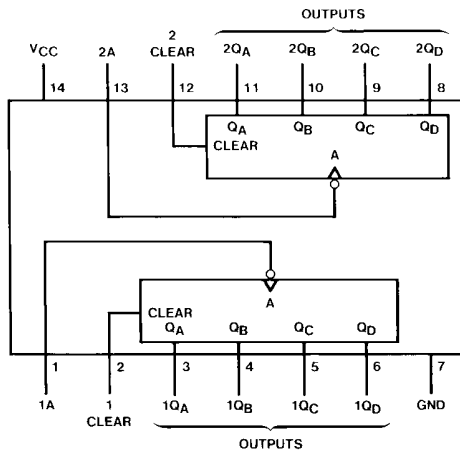 OUTPUTS
VCC 2A 2 CLEAR 2QA 2QB 2QC 2QD
14 13 12 11 10 9 8
QA QB QC QD
CLEAR
A
A
CLEAR
QA QB QC QD
1 2 3 4 5 6 7
1A 1 CLEAR 1QA 1QB 1QC 1QD GND
OUTPUTS